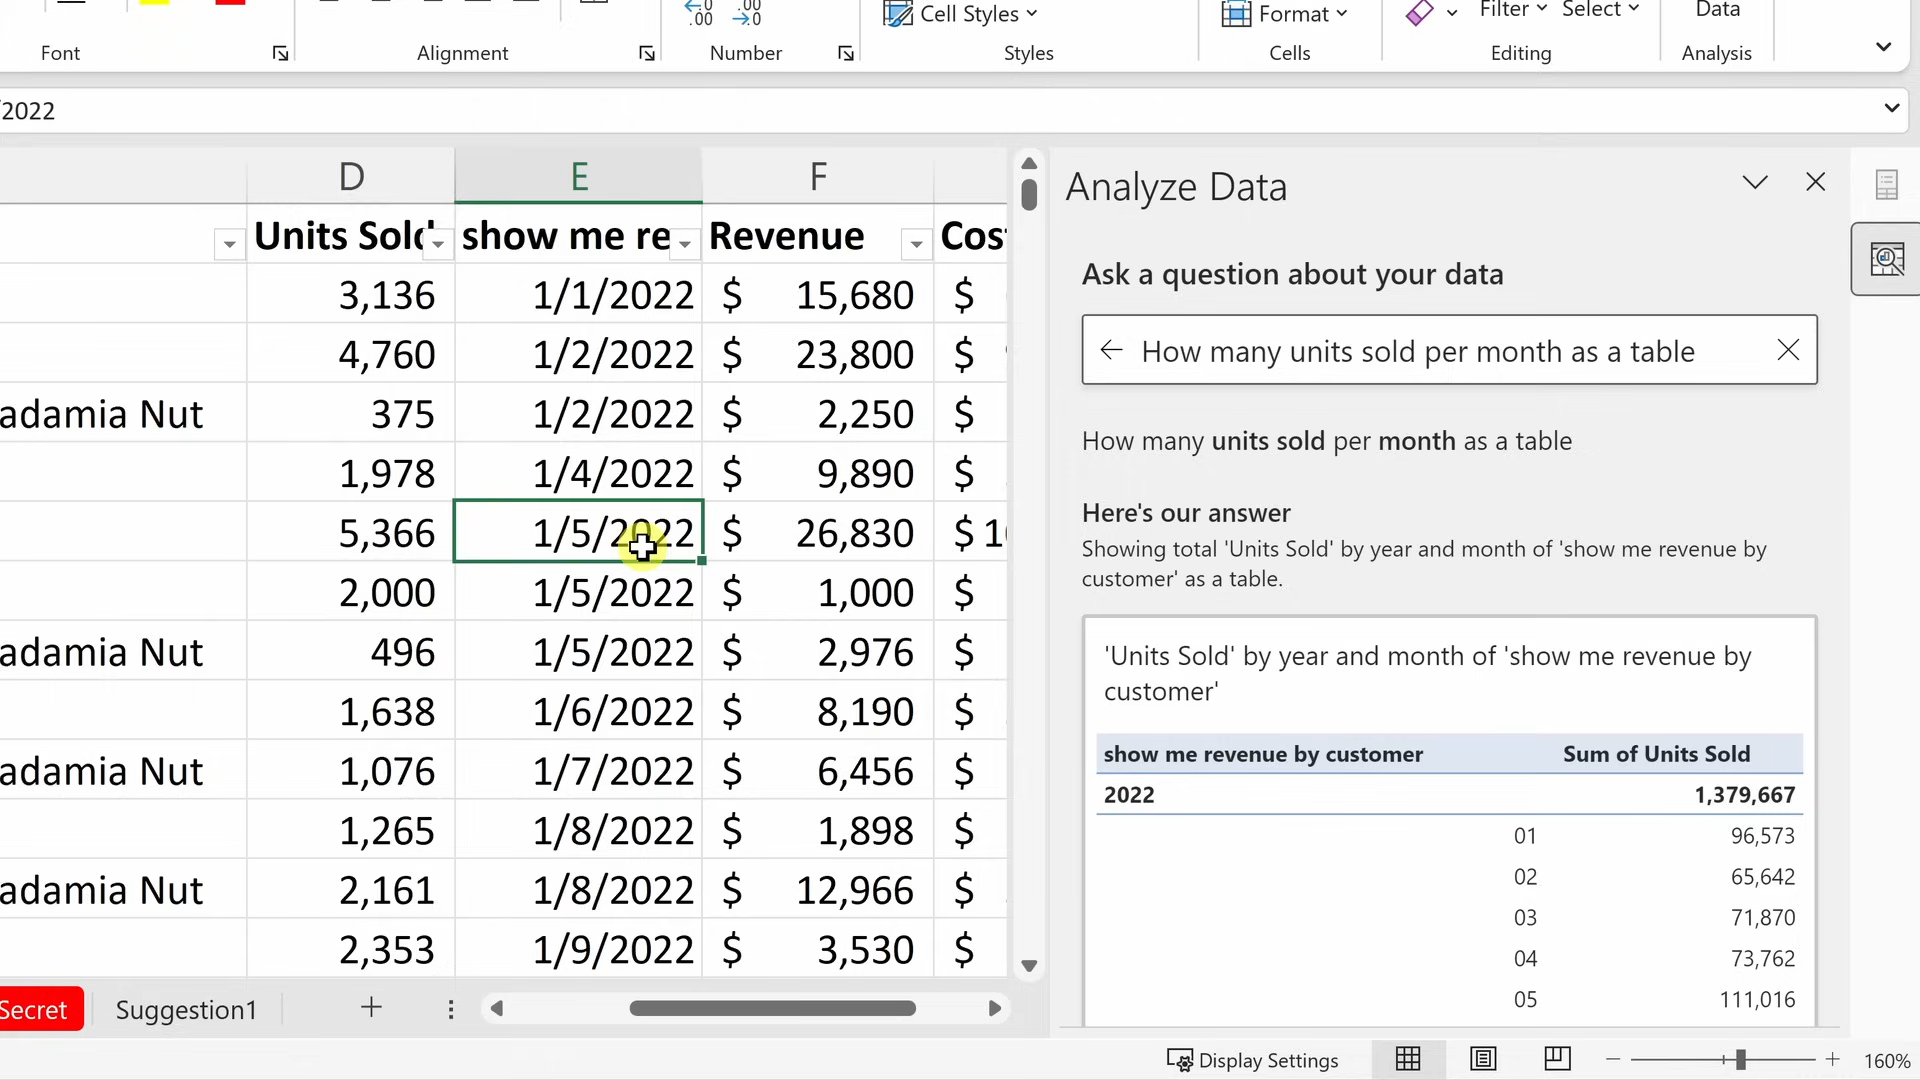 .00 .00
Cell Styles
Format
Filter Select Data
Font Alignment Number Styles Cells Editing Analysis
/2022
D E F
Units Sold show me re Revenue Cos
3,136 1/1/2022 $ 15,680 $
4,760 1/2/2022 $ 23,800 $
adamia Nut 375 1/2/2022 $ 2,250 $
1,978 1/4/2022 $ 9,890 $
5,366 1/5/2022 $ 26,830 $ 1
2,000 1/5/2022 $ 1,000 $
adamia Nut 496 1/5/2022 $ 2,976 $
1,638 1/6/2022 $ 8,190 $
adamia Nut 1,076 1/7/2022 $ 6,456 $
1,265 1/8/2022 $ 1,898 $
adamia Nut 2,161 1/8/2022 $ 12,966 $
2,353 1/9/2022 $ 3,530 $
Secret Suggestion1
Analyze Data
Ask a question about your data
How many units sold per month as a table
How many units sold per month as a table
Here's our answer
Showing total 'Units Sold' by year and month of 'show me revenue by
customer' as a table.
'Units Sold' by year and month of 'show me revenue by
customer'
show me revenue by customer Sum of Units Sold
2022 1,379,667
01 96,573
02 65,642
03 71,870
04 73,762
05 111,016
Display Settings 160%